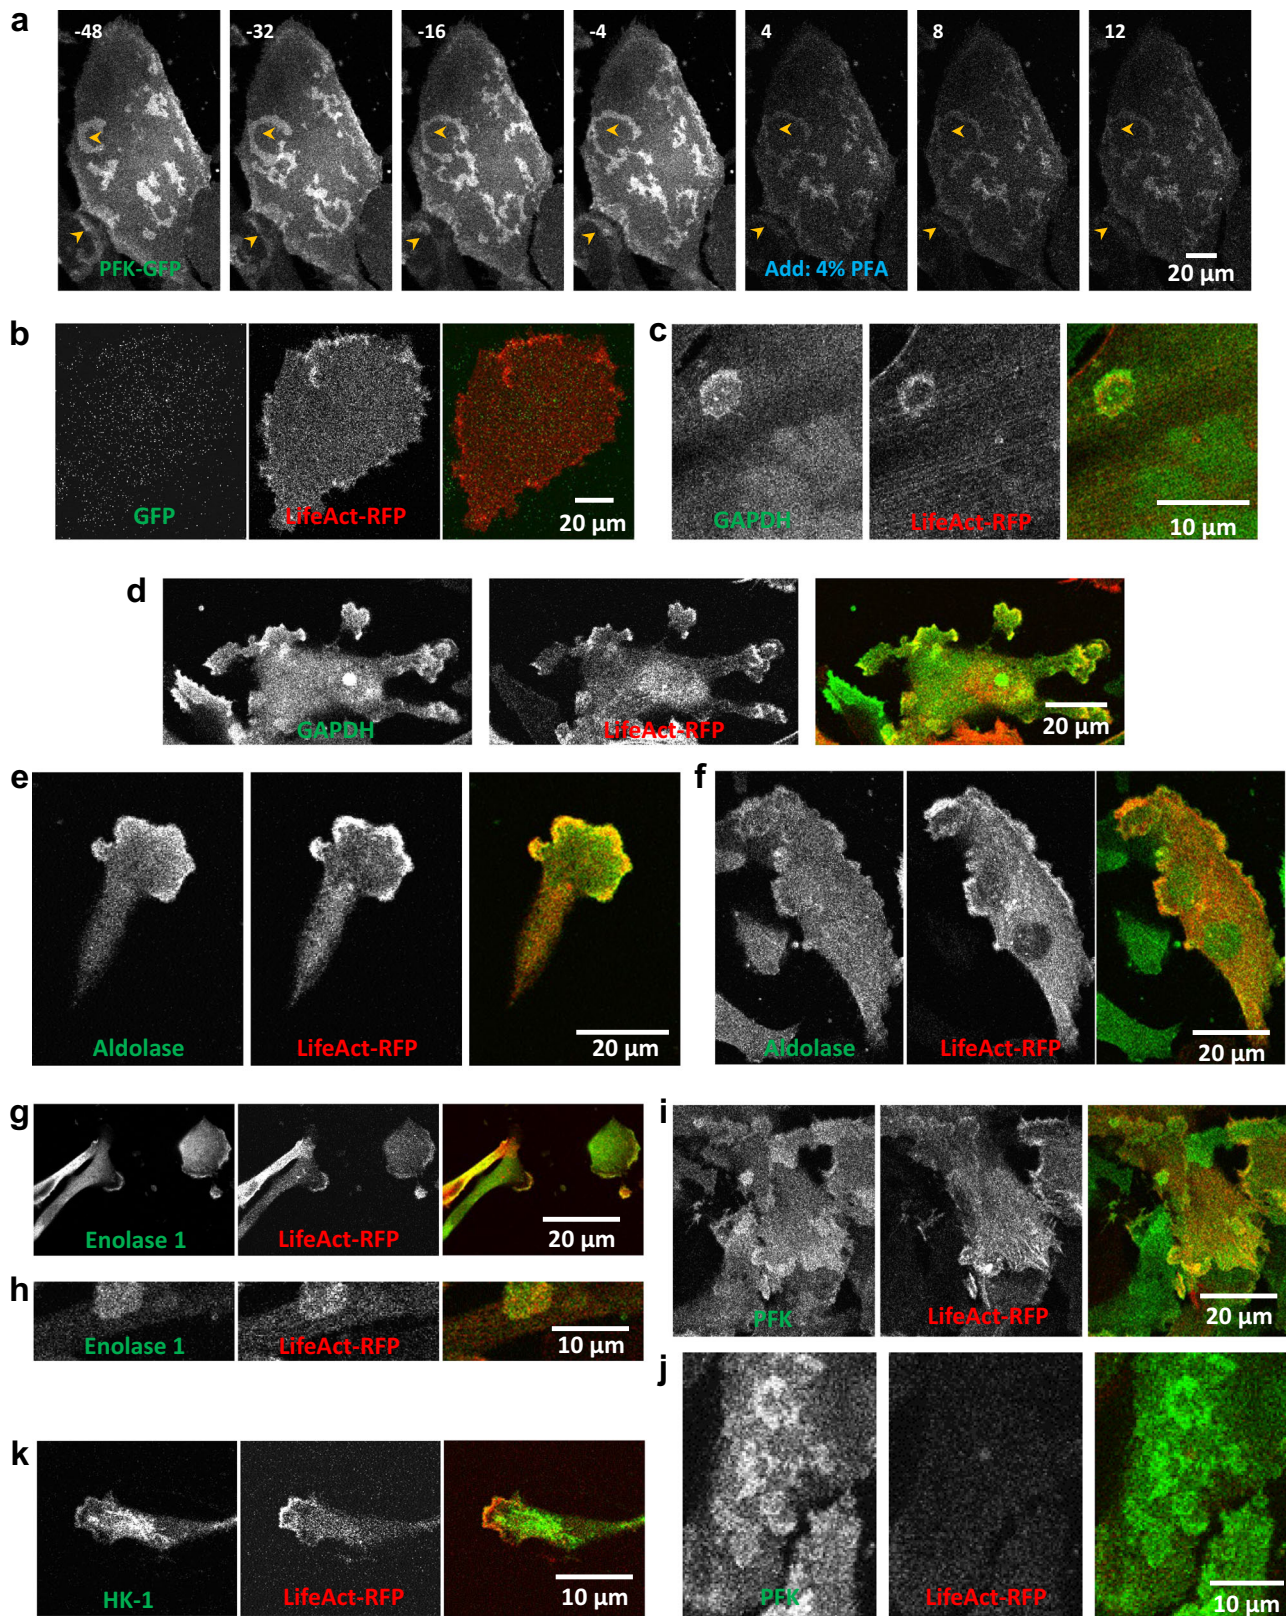 a
-48 -32 -16 -4 4 8 12
PFK-GFP Add: 4% PFA 20 µm
b
GFP LifeAct-RFP 20 µm
c
GAPDH LifeAct-RFP 10 µm
d
GAPDH LifeAct-RFP 20 µm
e
Aldolase LifeAct-RFP 20 µm
f
Aldolase LifeAct-RFP 20 µm
g
Enolase 1 LifeAct-RFP 20 µm
h
Enolase 1 LifeAct-RFP 10 µm
i
PFK LifeAct-RFP 20 µm
j
PFK LifeAct-RFP 10 µm
k
HK-1 LifeAct-RFP 10 µm